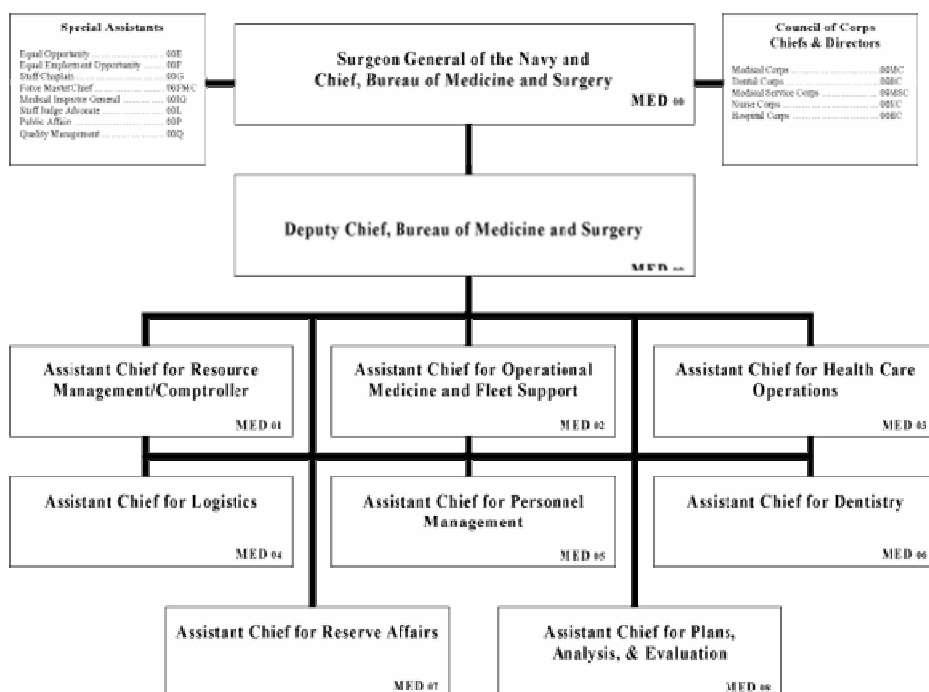 Special Assistants
Equal Opportunity ............ 00E
Equal Employment Opportunity ..... 00F
Staff Chaplain ............ 00G
Force Master Chief ............ 00FMC
Medical Inspector General ........ 00IG
Staff Judge Advocate ............ 00L
Public Affairs ............ 00P
Quality Management ............ 00Q
Surgeon General of the Navy and
Chief, Bureau of Medicine and Surgery
MED 00
Council of Corps
Chiefs & Directors
Medical Corps ............ 00MC
Dental Corps ............ 00DC
Medical Service Corps ............ 00MSC
Nurse Corps ............ 00NC
Hospital Corps ............ 00HC
Deputy Chief, Bureau of Medicine and Surgery
MED
Assistant Chief for Resource
Management/Comptroller
MED 01
Assistant Chief for Operational
Medicine and Fleet Support
MED 02
Assistant Chief for Health Care
Operations
MED 03
Assistant Chief for Logistics
MED 04
Assistant Chief for Personnel
Management
MED 05
Assistant Chief for Dentistry
MED 06
Assistant Chief for Reserve Affairs
MED 07
Assistant Chief for Plans,
Analysis, & Evaluation
MED 08